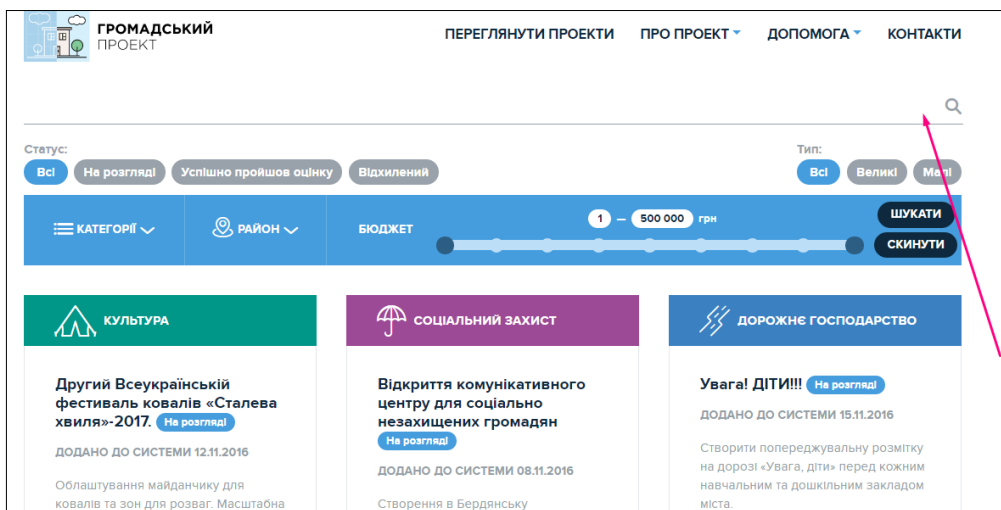 ГРОМАДСЬКИЙ
ПРОЕКТ
ПЕРЕГЛЯНУТИ ПРОЕКТИ ПРО ПРОЕКТ ДОПОМОГА КОНТАКТИ
Статус:
Всі На розгляді Успішно пройшов оцінку Відхилений
Тип:
Всі Великі Малі
КАТЕГОРІЇ РАЙОН БЮДЖЕТ 1 — 500 000 грн
ШУКАТИ
СКИНУТИ
КУЛЬТУРА
Другий Всеукраїнській
фестиваль ковалів «Сталева
хвиля»-2017. На розгляді
ДОДАНО ДО СИСТЕМИ 12.11.2016
Облаштування майданчику для
ковалів та зон для розваг. Масштабна
СОЦІАЛЬНИЙ ЗАХИСТ
Відкриття комунікативного
центру для соціально
незахищених громадян
На розгляді
ДОДАНО ДО СИСТЕМИ 08.11.2016
Створення в Бердянську
ДОРОЖНЄ ГОСПОДАРСТВО
Увага! ДІТИ!!! На розгляді
ДОДАНО ДО СИСТЕМИ 15.11.2016
Створити попереджувальну розмітку
на дорозі «Увага, діти» перед кожним
навчальним та дошкільним закладом
міста.